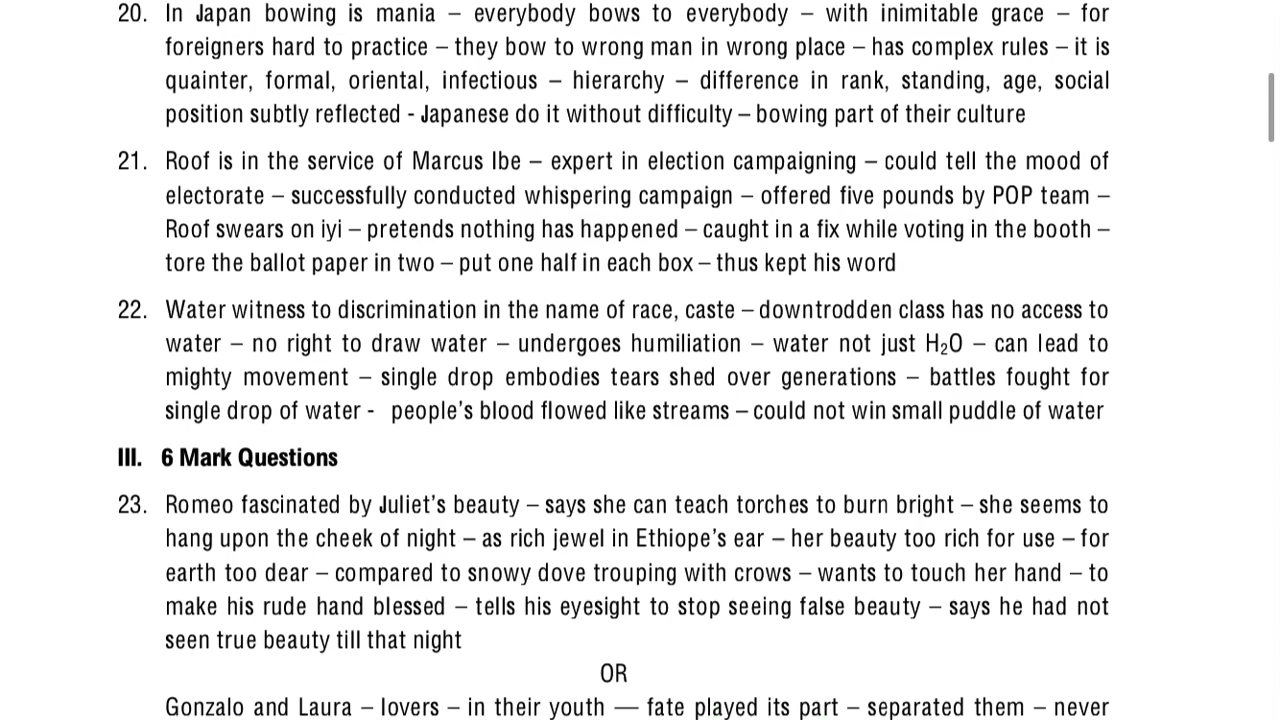 20. In Japan bowing is mania – everybody bows to everybody – with inimitable grace – for
foreigners hard to practice – they bow to wrong man in wrong place – has complex rules – it is
quainter, formal, oriental, infectious – hierarchy – difference in rank, standing, age, social
position subtly reflected - Japanese do it without difficulty – bowing part of their culture
21. Roof is in the service of Marcus Ibe – expert in election campaigning – could tell the mood of
electorate – successfully conducted whispering campaign – offered five pounds by POP team –
Roof swears on iyi – pretends nothing has happened – caught in a fix while voting in the booth –
tore the ballot paper in two – put one half in each box – thus kept his word
22. Water witness to discrimination in the name of race, caste – downtrodden class has no access to
water – no right to draw water – undergoes humiliation – water not just H₂O – can lead to
mighty movement – single drop embodies tears shed over generations – battles fought for
single drop of water - people's blood flowed like streams – could not win small puddle of water
III. 6 Mark Questions
23. Romeo fascinated by Juliet's beauty – says she can teach torches to burn bright – she seems to
hang upon the cheek of night – as rich jewel in Ethiope's ear – her beauty too rich for use – for
earth too dear – compared to snowy dove trouping with crows – wants to touch her hand – to
make his rude hand blessed – tells his eyesight to stop seeing false beauty – says he had not
seen true beauty till that night
OR
Gonzalo and Laura – lovers – in their youth — fate played its part – separated them – never